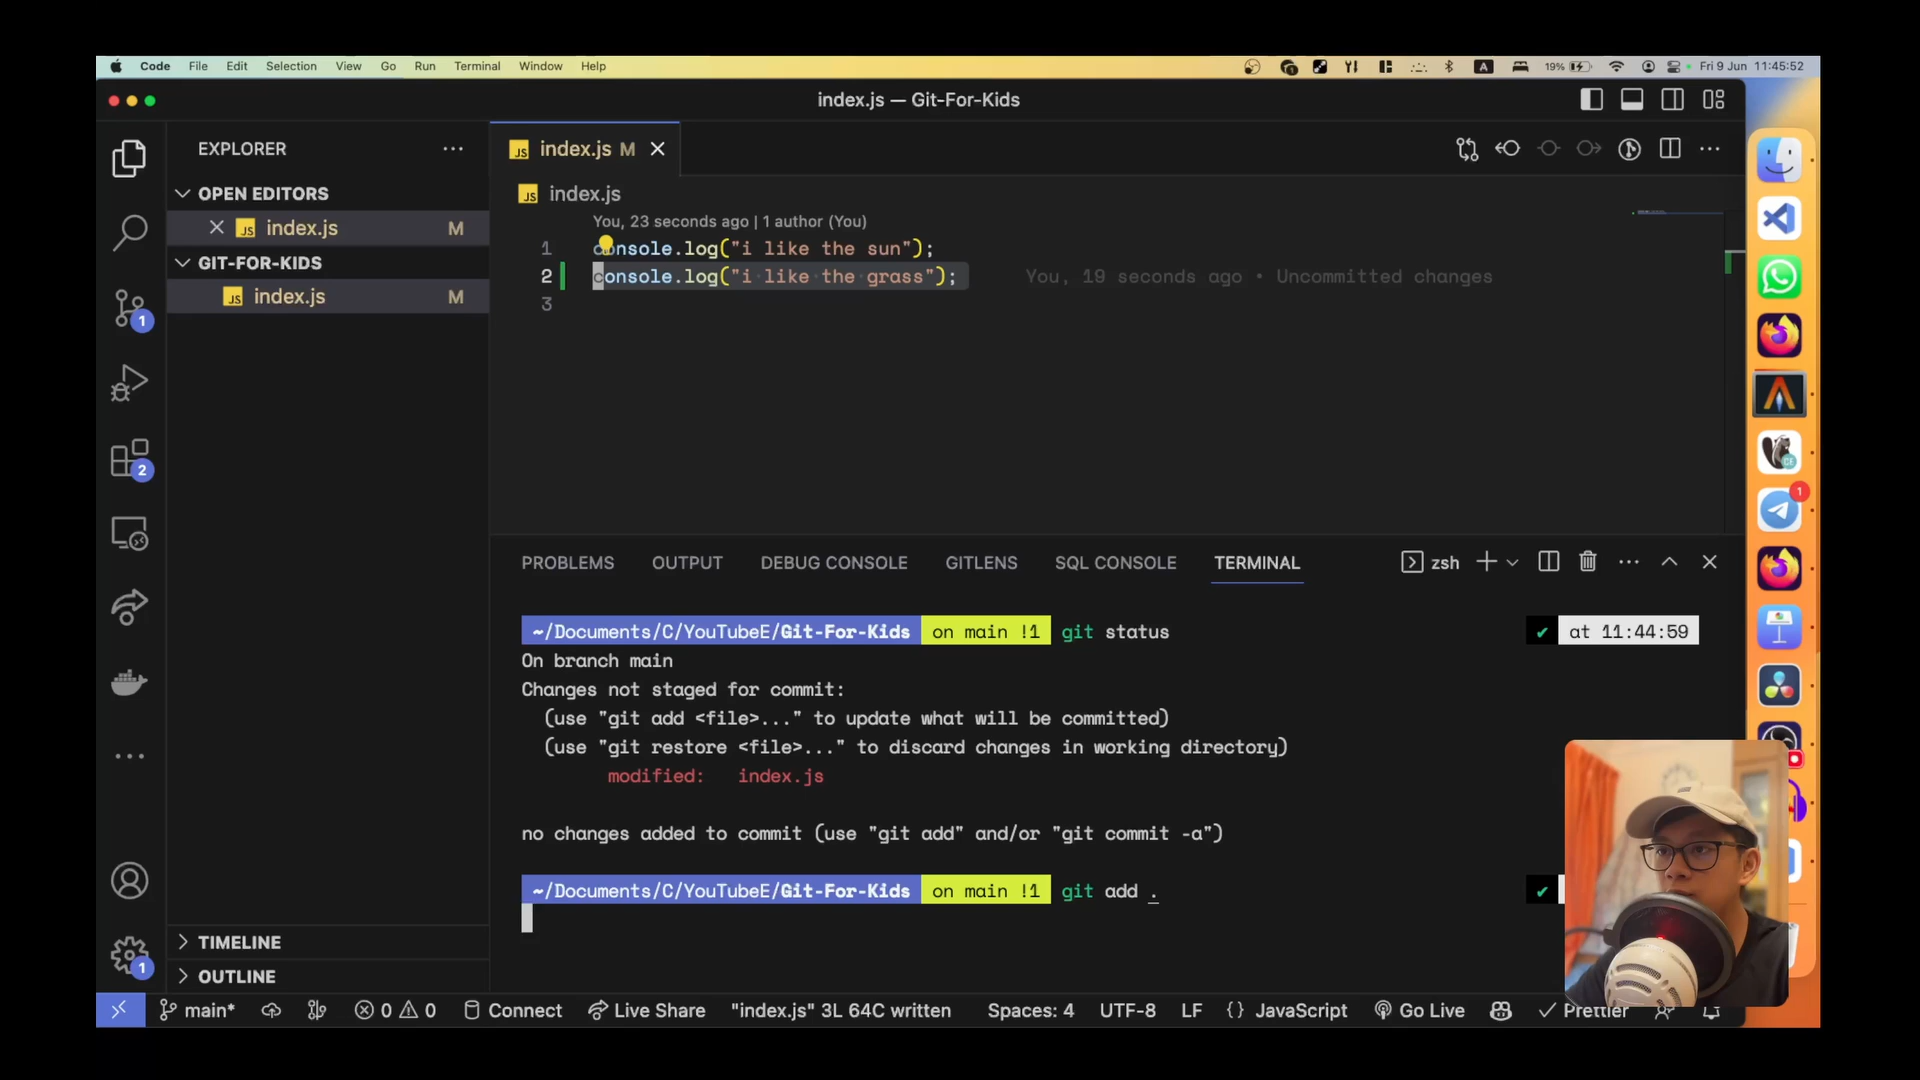 Code File Edit Selection View Go Run Terminal Window Help
A 19% Fri 9 Jun 11:45:52
index.js — Git-For-Kids
EXPLORER
OPEN EDITORS
index.js M
GIT-FOR-KIDS
index.js M
1
2
1
TIMELINE
OUTLINE
JS index.js M
JS index.js
You, 23 seconds ago | 1 author (You)
1 console.log("i like the sun");
2 console.log("i like the grass"); You, 19 seconds ago • Uncommitted changes
3
PROBLEMS OUTPUT DEBUG CONSOLE GITLENS SQL CONSOLE TERMINAL zsh
~/Documents/C/YouTubeE/Git-For-Kids on main !1 git status ✔ at 11:44:59
On branch main
Changes not staged for commit:
(use "git add <file>..." to update what will be committed)
(use "git restore <file>..." to discard changes in working directory)
modified: index.js
no changes added to commit (use "git add" and/or "git commit -a")
~/Documents/C/YouTubeE/Git-For-Kids on main !1 git add . ✔
main* 0 0 Connect Live Share "index.js" 3L 64C written Spaces: 4 UTF-8 LF {} JavaScript Go Live Prettier
1